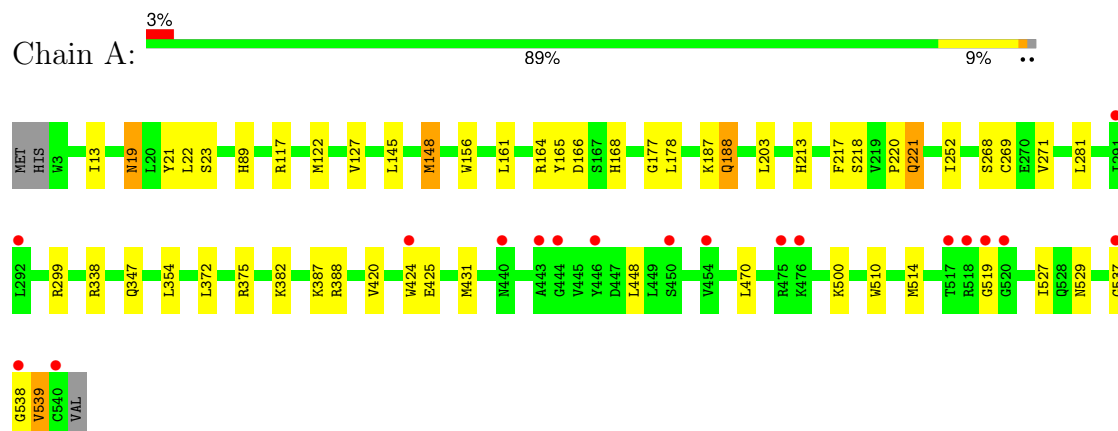 3%
Chain A:
89% 9% ••
MET HIS W3 I13 N19 L20 Y21 L22 S23 H89 R117 M122 V127 L145 M148 W156 L161 R164 Y165 D166 S167 H168 G177 L178 K187 Q188 L203 H213 F217 S218 V219 P220 Q221 I252 S268 C269 E270 V271 L281 I291
L292 R299 R338 Q347 L354 L372 R375 K382 K387 R388 V420 W424 E425 M431 N440 A443 G444 V445 Y446 D447 L448 L449 S450 V454 L470 R475 K476 K500 W510 M514 T517 R518 G519 G520 I527 Q528 N529 C537
G538 V539 C540 VAL